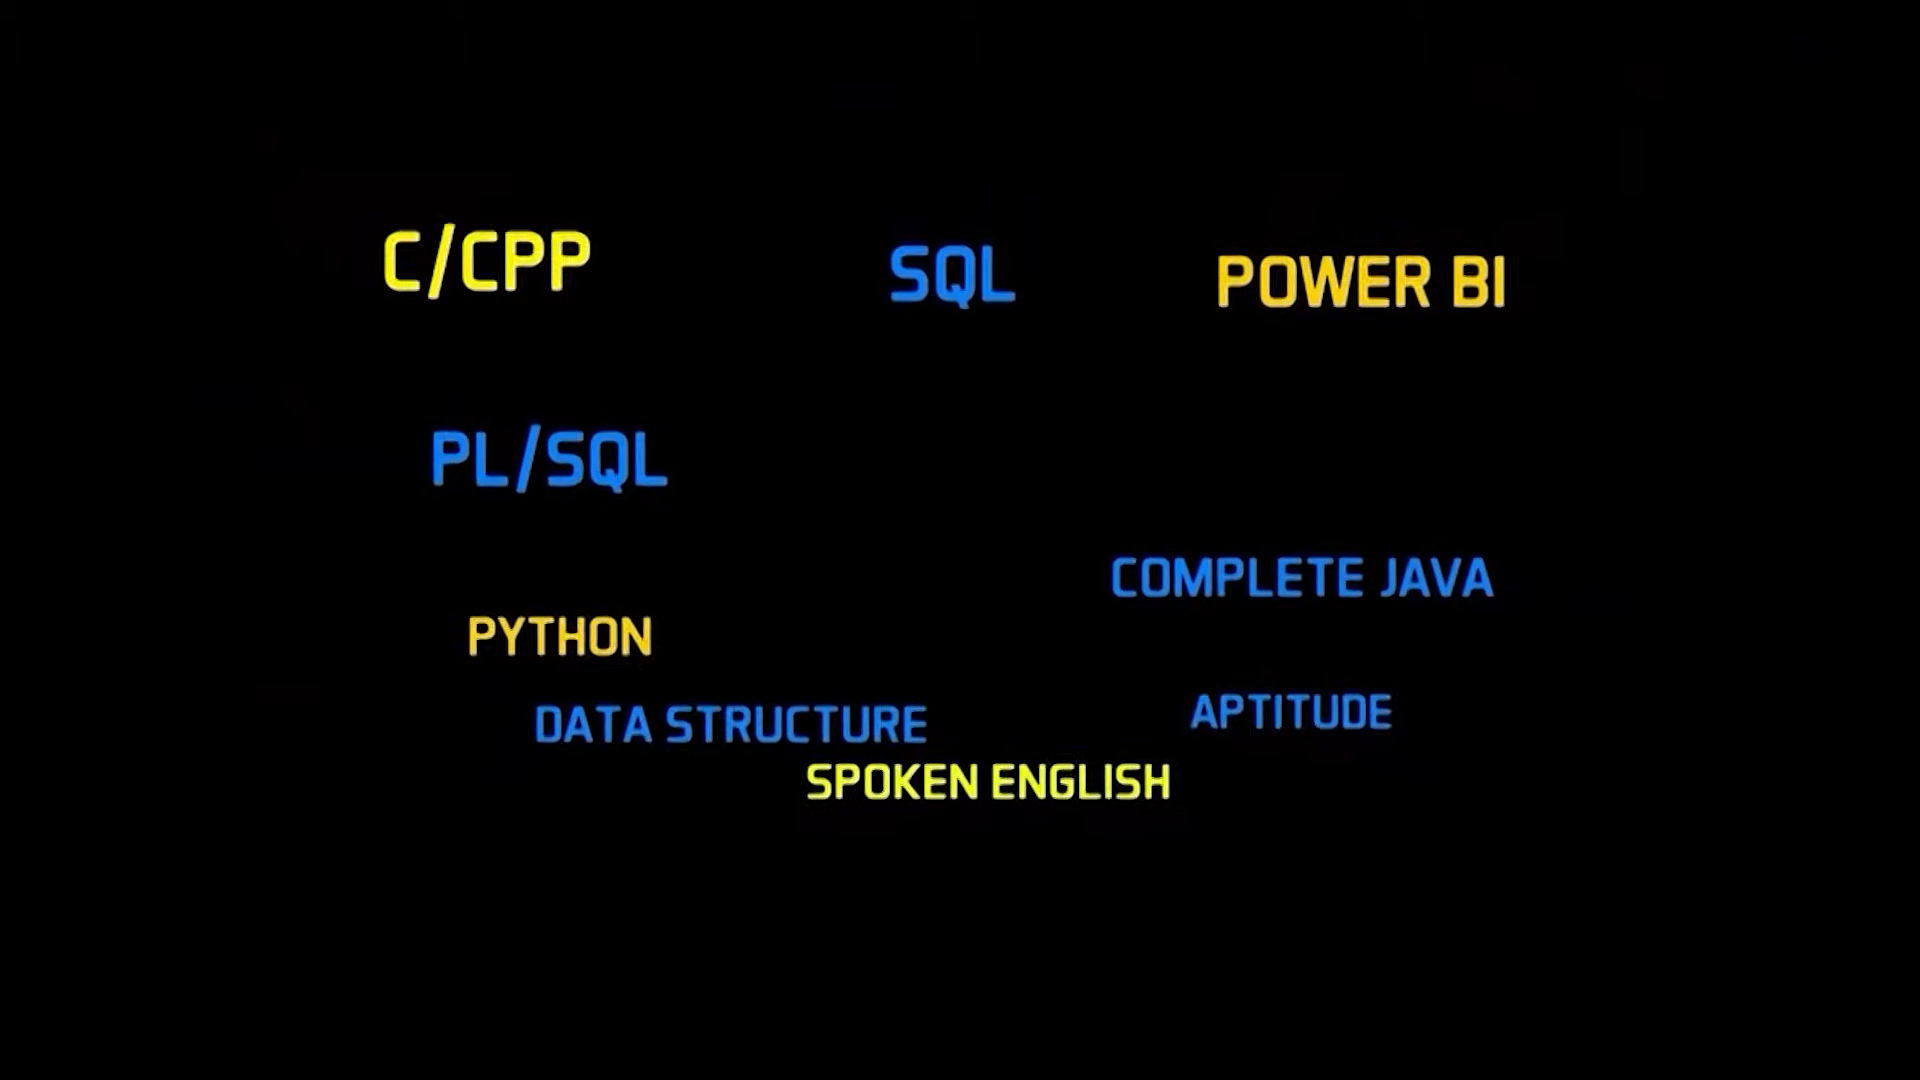 C/CPP
SQL
POWER BI
PL/SQL
COMPLETE JAVA
PYTHON
APTITUDE
DATA STRUCTURE
SPOKEN ENGLISH